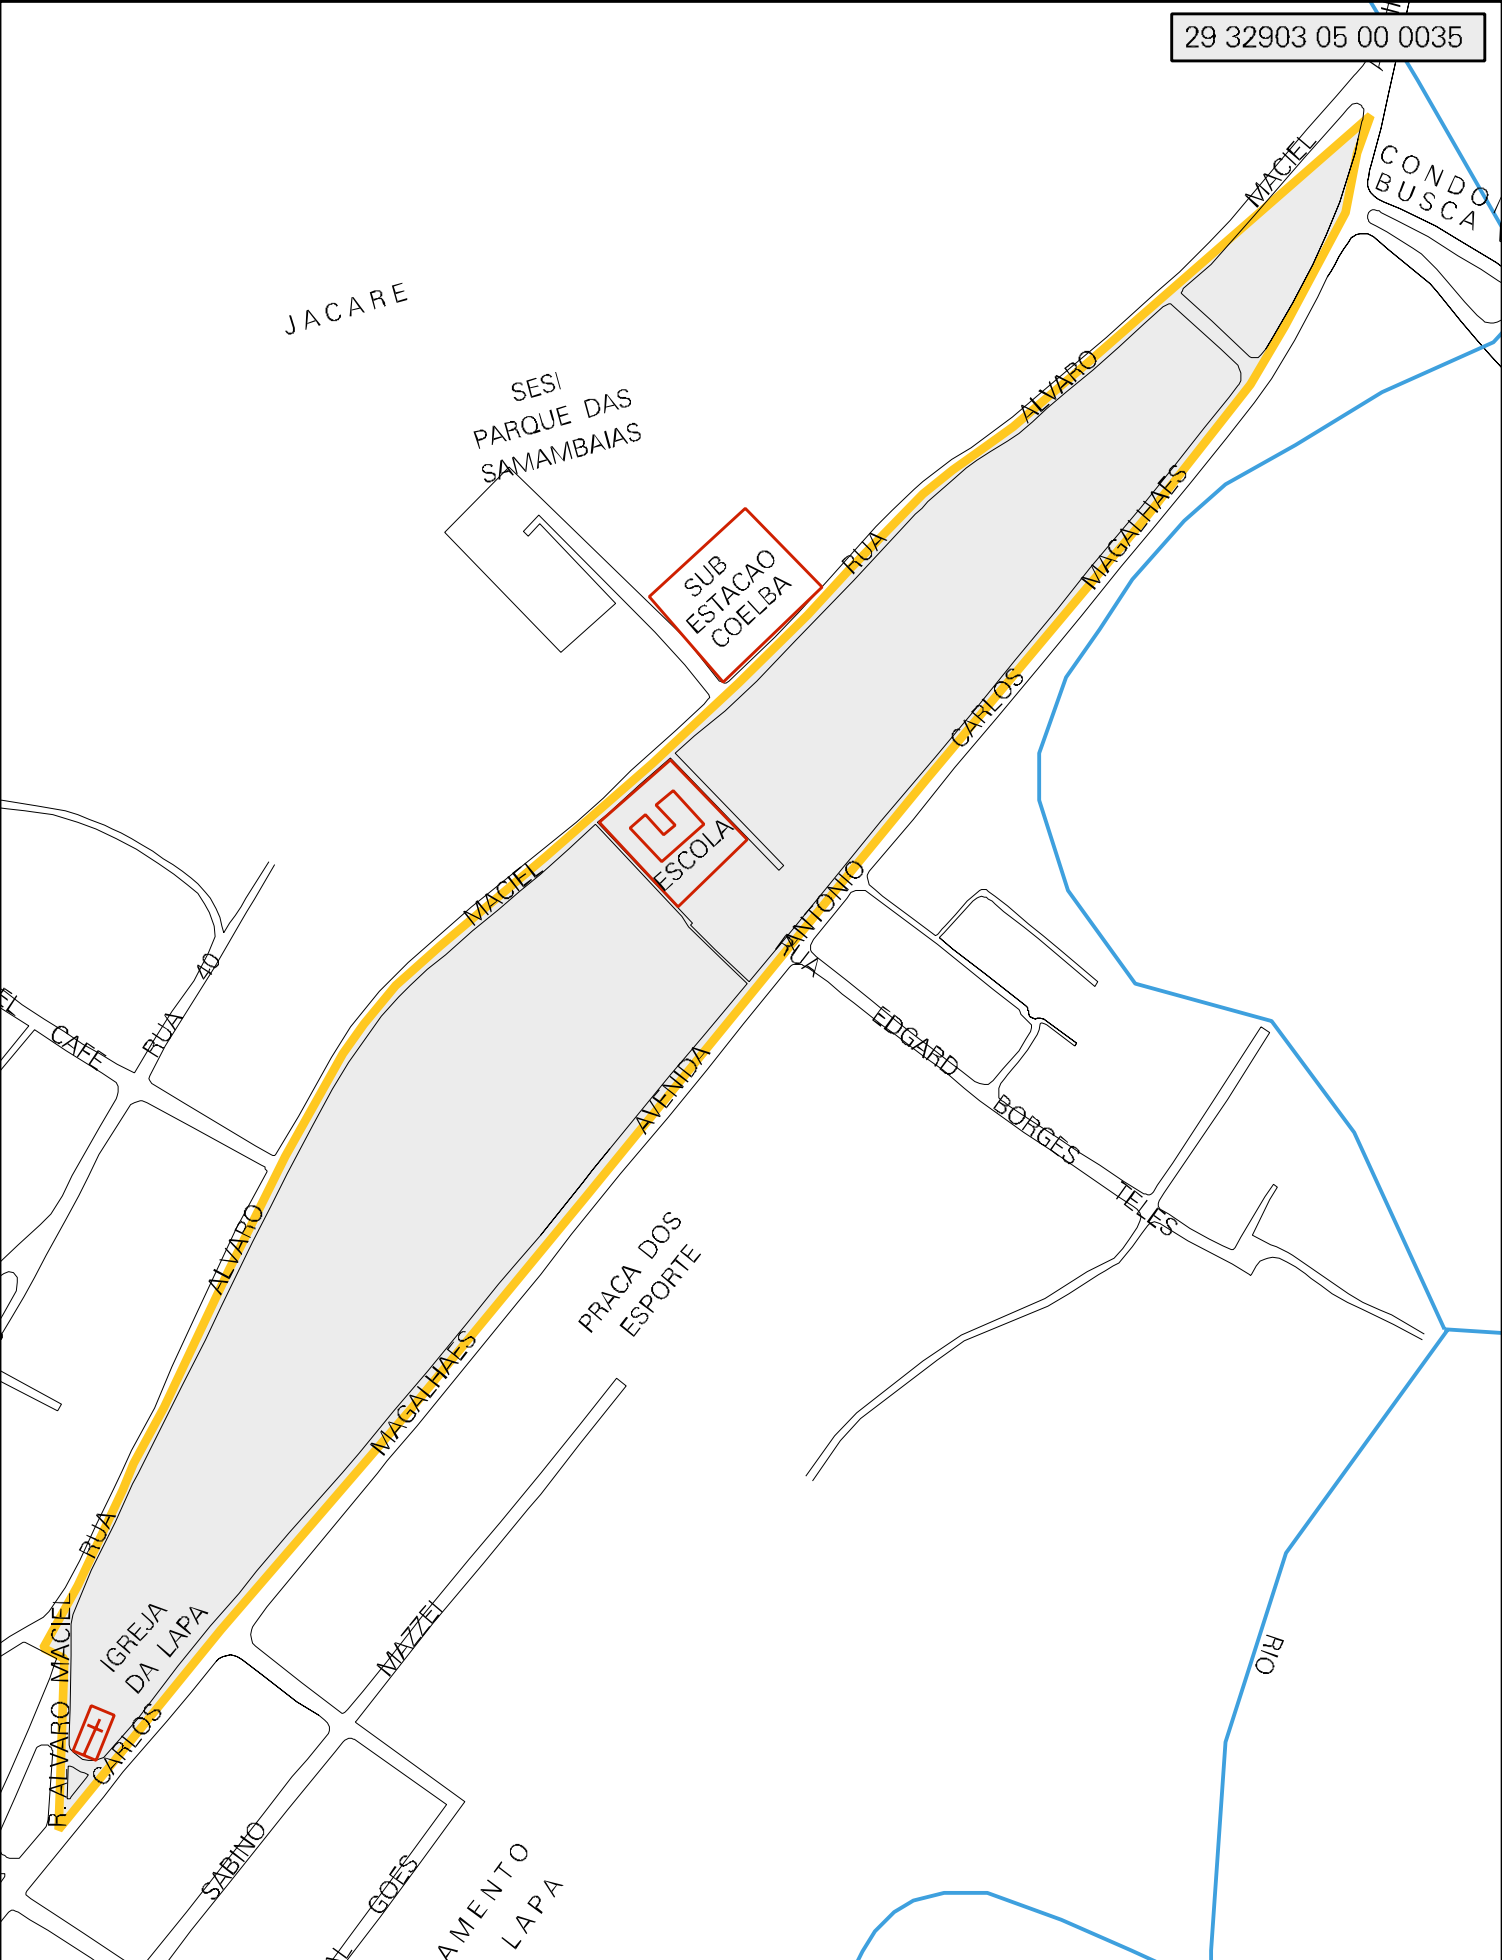 29 32903 05 00 0035
MACIEL
CONDO
BUSCA
JACARE
SESI
PARQUE DAS
SAMAMBAIAS
ALVARO
MAGALHAES
SUB
ESTACAO
COELBA
RUA
CARLOS
ESCOLA
MACIEL
ANTONIO
EDGARD
BORGES
TELES
RUA 40
CAFE
AVENIDA
ALVARO
PRACA DOS
ESPORTE
MAGALHAES
RUA
IGREJA
DA LAPA
R. ALVARO MACIEL
CARLOS
MAZZEI
SABINO
GOES
AMENTO
LAPA
RIO